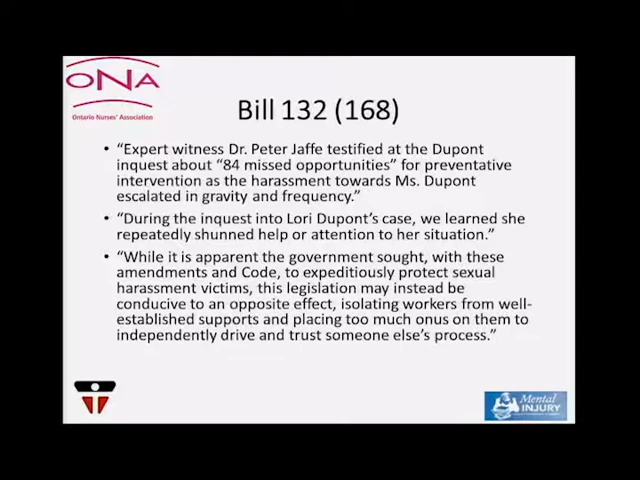 ONA
Ontario Nurses' Association
Bill 132 (168)
• "Expert witness Dr. Peter Jaffe testified at the Dupont
inquest about "84 missed opportunities" for preventative
intervention as the harassment towards Ms. Dupont
escalated in gravity and frequency."
• "During the inquest into Lori Dupont's case, we learned she
repeatedly shunned help or attention to her situation."
• "While it is apparent the government sought, with these
amendments and Code, to expeditiously protect sexual
harassment victims, this legislation may instead be
conducive to an opposite effect, isolating workers from well-
established supports and placing too much onus on them to
independently drive and trust someone else's process."
Mental
INJURY